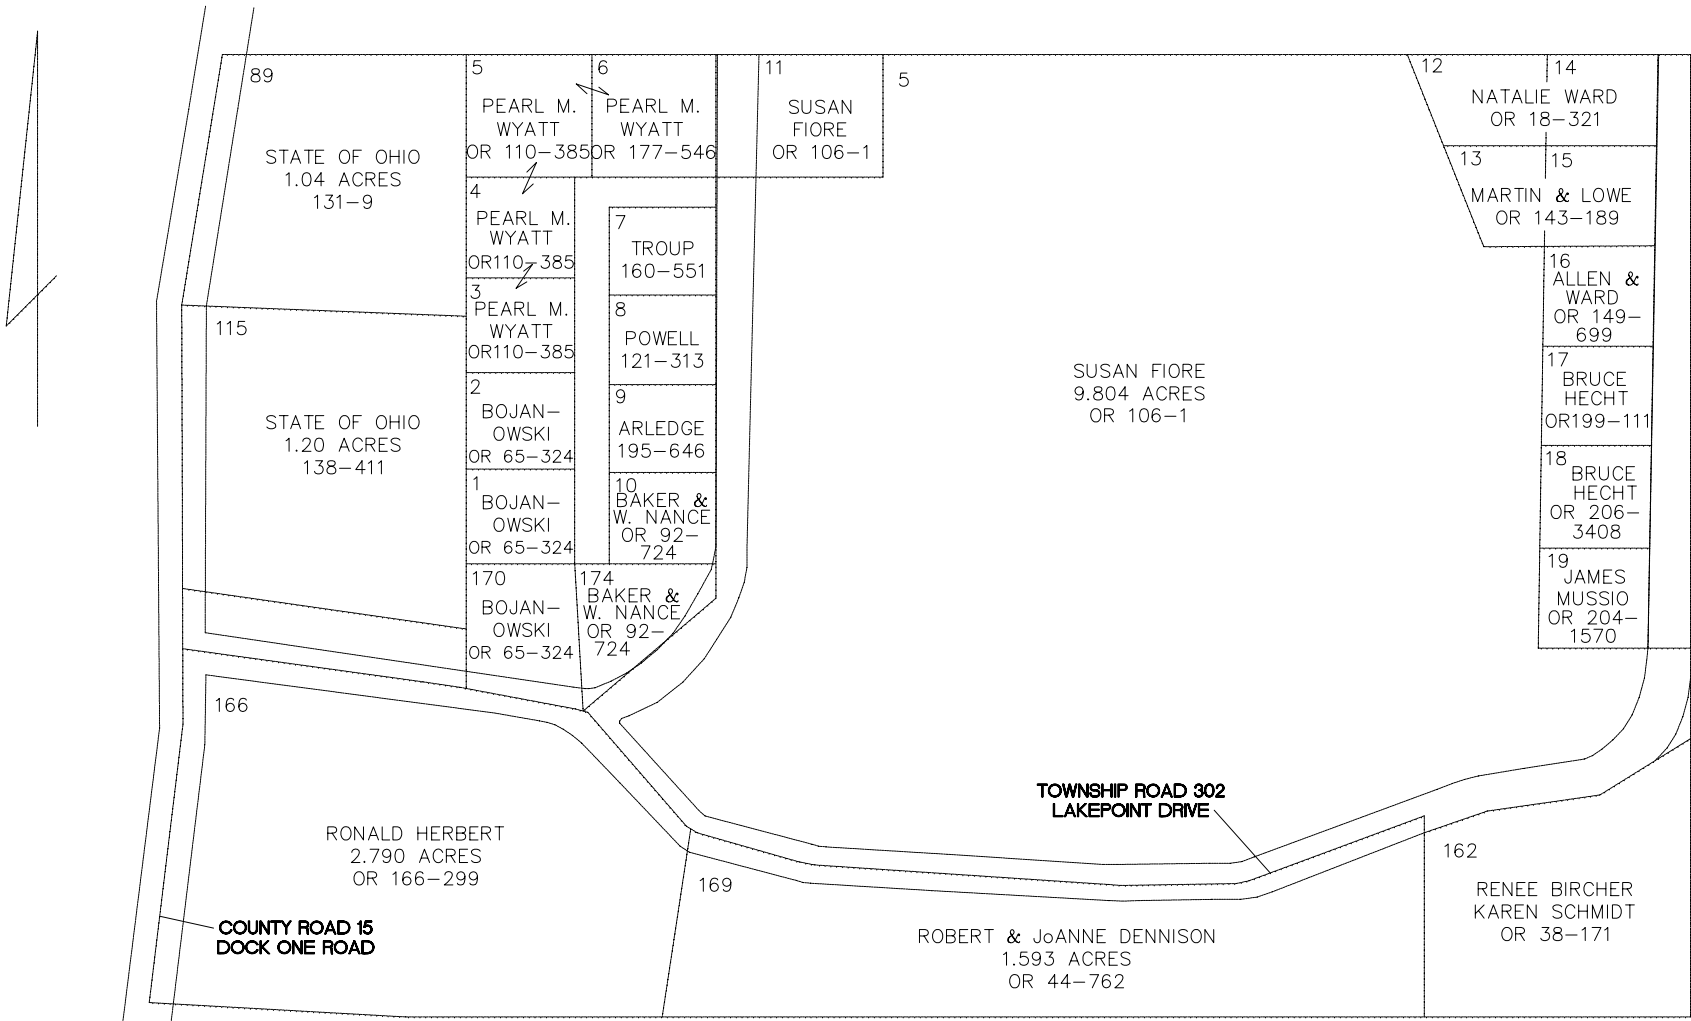 89
STATE OF OHIO
1.04 ACRES
131-9
5
PEARL M.
WYATT
OR 110-385
6
PEARL M.
WYATT
OR 177-546
11
SUSAN
FIORE
OR 106-1
5
12
14
NATALIE WARD
OR 18-321
13
15
MARTIN & LOWE
OR 143-189
4
PEARL M.
WYATT
OR110-385
7
TROUP
160-551
16
ALLEN &
WARD
OR 149-
699
3
PEARL M.
WYATT
OR110-385
8
POWELL
121-313
115
STATE OF OHIO
1.20 ACRES
138-411
SUSAN FIORE
9.804 ACRES
OR 106-1
17
BRUCE
HECHT
OR199-111
2
BOJAN-
OWSKI
OR 65-324
9
ARLEDGE
195-646
18
BRUCE
HECHT
OR 206-
3408
1
BOJAN-
OWSKI
OR 65-324
10
BAKER &
W. NANCE
OR 92-
724
19
JAMES
MUSSIO
OR 204-
1570
170
BOJAN-
OWSKI
OR 65-324
174
BAKER &
W. NANCE
OR 92-
724
166
RONALD HERBERT
2.790 ACRES
OR 166-299
TOWNSHIP ROAD 302
LAKEPOINT DRIVE
COUNTY ROAD 15
DOCK ONE ROAD
169
ROBERT & JoANNE DENNISON
1.593 ACRES
OR 44-762
162
RENEE BIRCHER
KAREN SCHMIDT
OR 38-171